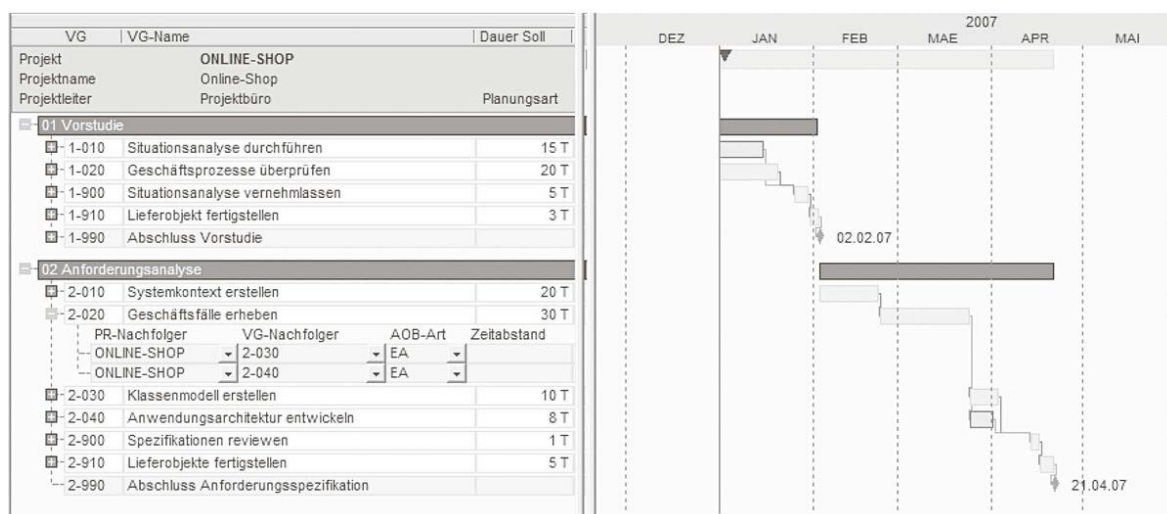 2007
VG VG-Name Dauer Soll DEZ JAN FEB MAE APR MAI
Projekt ONLINE-SHOP
Projektname Online-Shop
Projektleiter Projektbüro Planungsart
01 Vorstudie
1-010 Situationsanalyse durchführen 15 T
1-020 Geschäftsprozesse überprüfen 20 T
1-900 Situationsanalyse vernehmlassen 5 T
1-910 Lieferobjekt fertigstellen 3 T
1-990 Abschluss Vorstudie 02.02.07
02 Anforderungsanalyse
2-010 Systemkontext erstellen 20 T
2-020 Geschäftsfälle erheben 30 T
PR-Nachfolger VG-Nachfolger AOB-Art Zeitabstand
ONLINE-SHOP 2-030 EA
ONLINE-SHOP 2-040 EA
2-030 Klassenmodell erstellen 10 T
2-040 Anwendungsarchitektur entwickeln 8 T
2-900 Spezifikationen reviewen 1 T
2-910 Lieferobjekte fertigstellen 5 T
2-990 Abschluss Anforderungsspezifikation 21.04.07